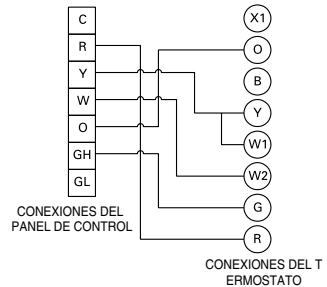 C
R
Y
W
O
GH
GL
CONEXIONES DEL
PANEL DE CONTROL
X1
O
B
Y
W1
W2
G
R
CONEXIONES DEL T
ERMOSTATO